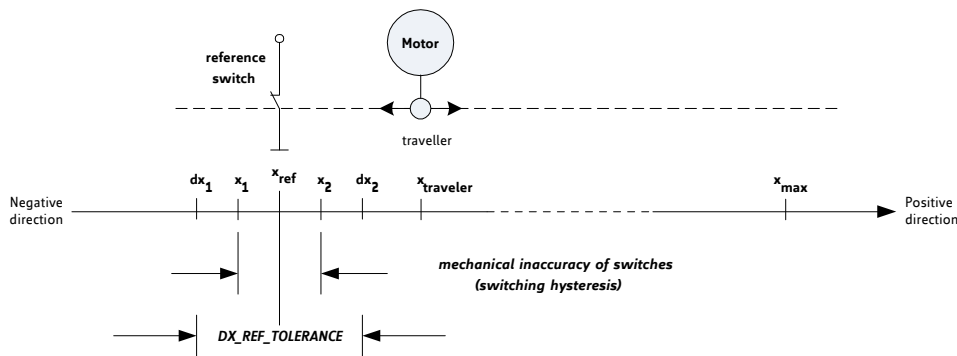 Motor
reference
switch
traveller
dx1
x1
xref
x2
dx2
xtraveler
xmax
Negative
direction
Positive
direction
mechanical inaccuracy of switches
(switching hysteresis)
DX_REF_TOLERANCE